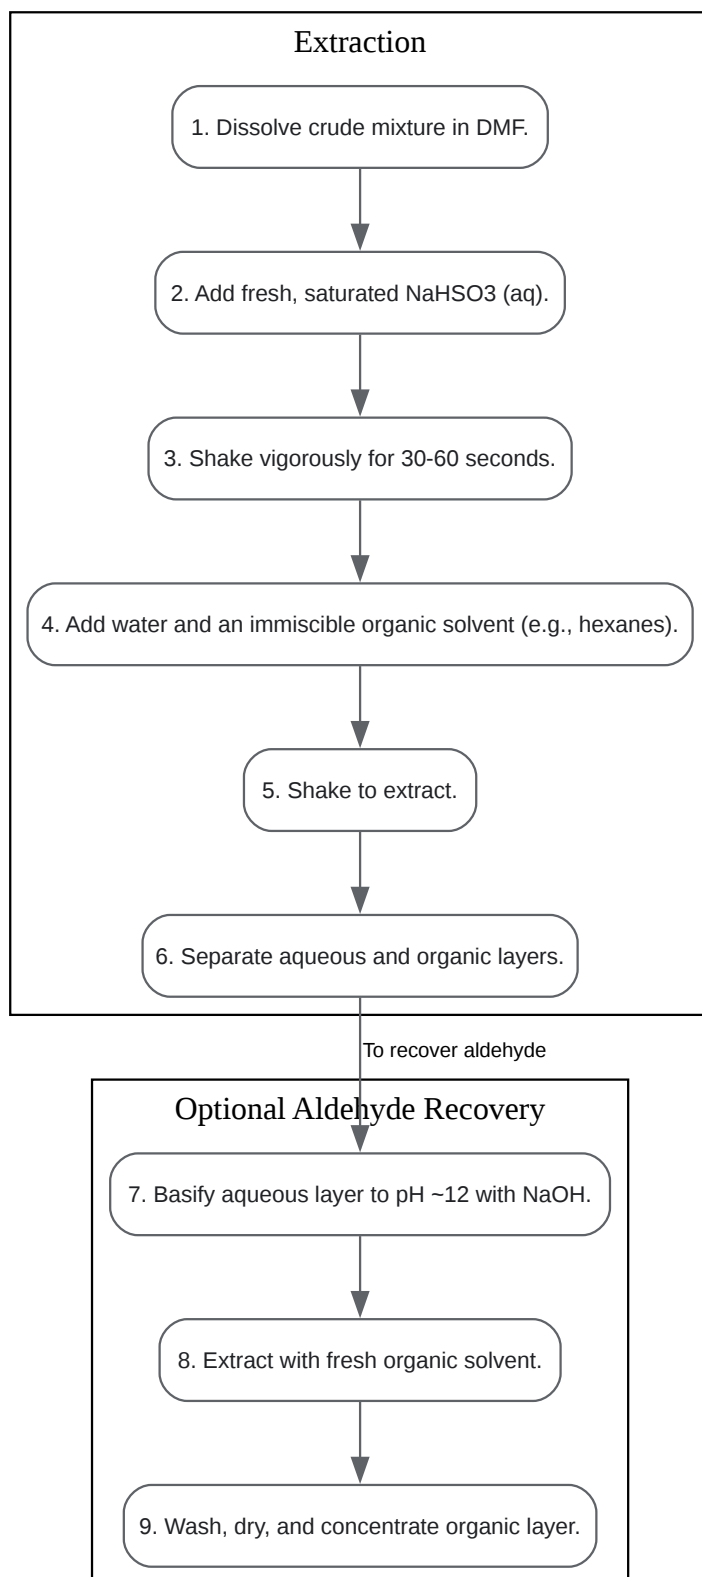 Extraction
1. Dissolve crude mixture in DMF.
2. Add fresh, saturated NaHSO3 (aq).
3. Shake vigorously for 30-60 seconds.
4. Add water and an immiscible organic solvent (e.g., hexanes).
5. Shake to extract.
6. Separate aqueous and organic layers.
To recover aldehyde
Optional Aldehyde Recovery
7. Basify aqueous layer to pH ~12 with NaOH.
8. Extract with fresh organic solvent.
9. Wash, dry, and concentrate organic layer.